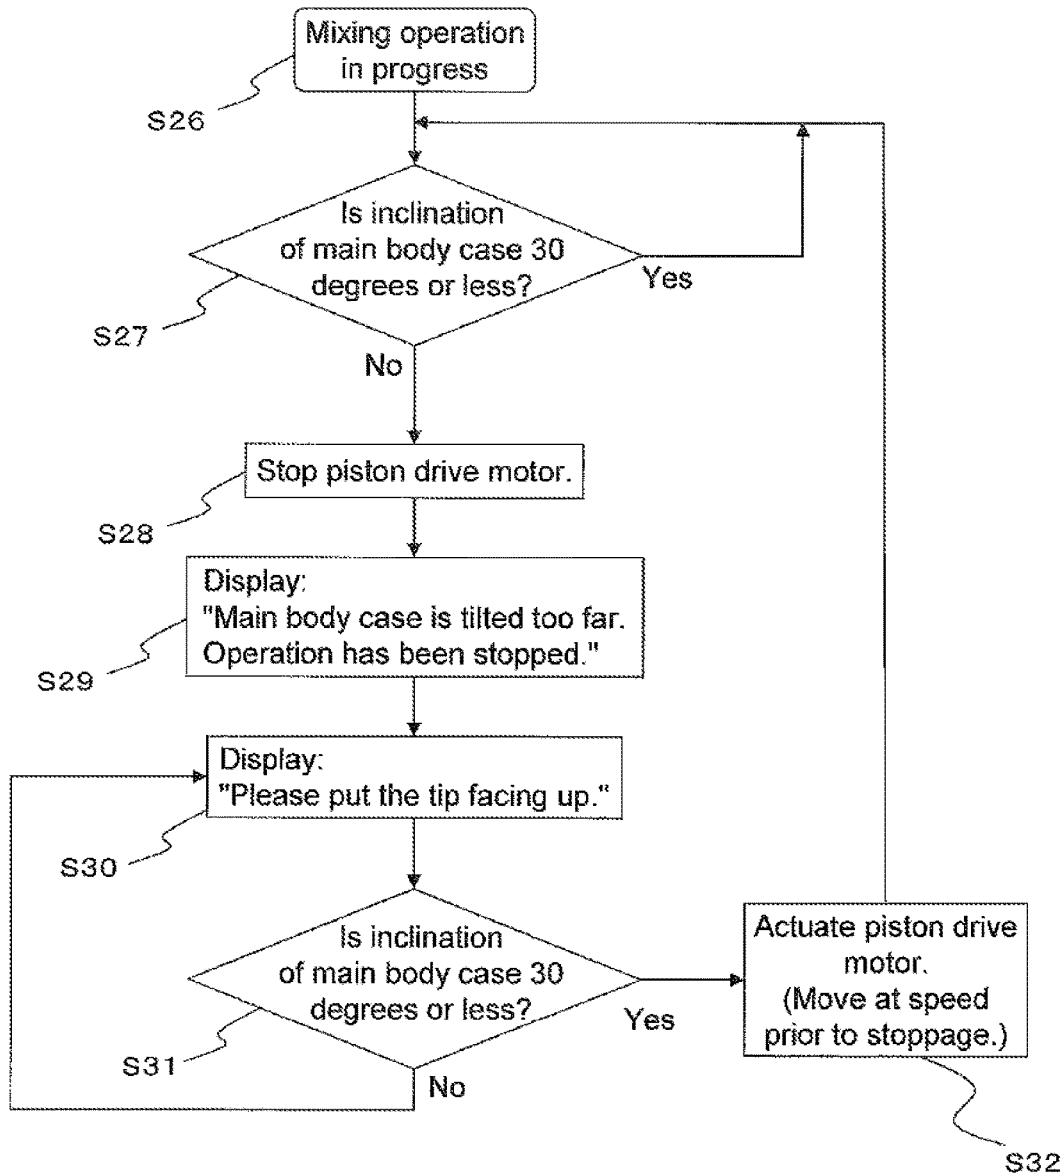 Mixing operation
in progress
S26
Is inclination
of main body case 30
degrees or less?
Yes
S27
No
Stop piston drive motor.
S28
Display:
"Main body case is tilted too far.
Operation has been stopped."
S29
Display:
"Please put the tip facing up."
S30
Is inclination
of main body case 30
degrees or less?
Yes
S31
No
Actuate piston drive
motor.
(Move at speed
prior to stoppage.)
S32